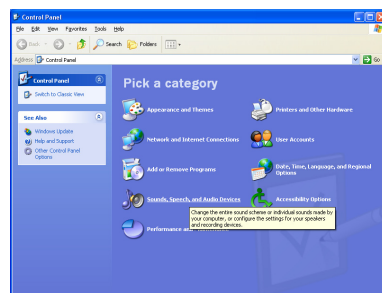 Control Panel
File Edit View Favorites Tools Help
Back Search Folders
Address Control Panel
Control Panel
Switch to Classic View
See Also
Windows Update
Help and Support
Other Control Panel
Options
Pick a category
Appearance and Themes
Printers and Other Hardware
Network and Internet Connections
User Accounts
Add or Remove Programs
Date, Time, Language, and Regional
Options
Sounds, Speech, and Audio Devices
Accessibility Options
Change the entire sound scheme or individual sounds made by
your computer, or configure the settings for your speakers
and recording devices.
Performance and